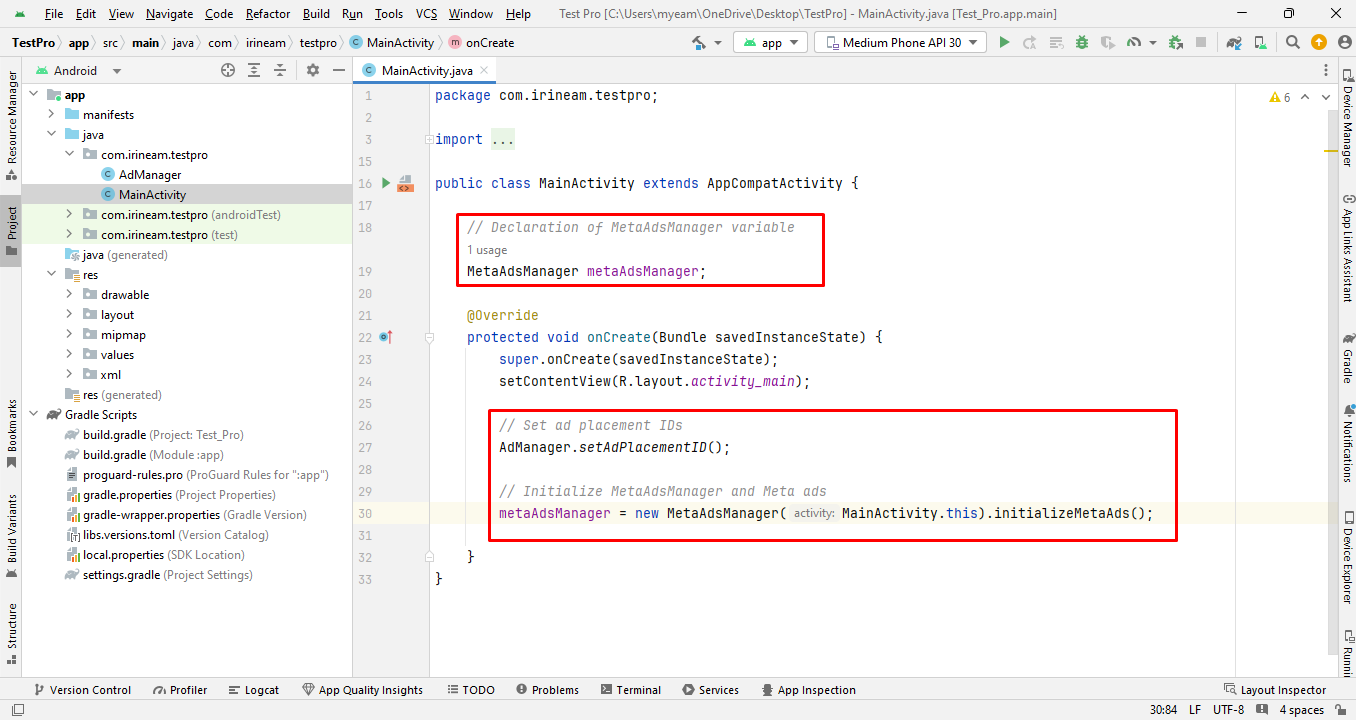 File Edit View Navigate Code Refactor Build Run Tools VCS Window Help Test Pro [C:\Users\myeam\OneDrive\Desktop\TestPro] - MainActivity.java [Test_Pro.app.main]
TestPro app src main java com irineam testpro MainActivity onCreate app Medium Phone API 30
Android
MainActivity.java
Resource Manager
Project
Bookmarks
Build Variants
Structure
app
manifests
java
com.irineam.testpro
AdManager
MainActivity
com.irineam.testpro (androidTest)
com.irineam.testpro (test)
java (generated)
res
drawable
layout
mipmap
values
xml
res (generated)
Gradle Scripts
build.gradle (Project: Test_Pro)
build.gradle (Module :app)
proguard-rules.pro (ProGuard Rules for ":app")
gradle.properties (Project Properties)
gradle-wrapper.properties (Gradle Version)
libs.versions.toml (Version Catalog)
local.properties (SDK Location)
settings.gradle (Project Settings)
1 package com.irineam.testpro;
6
2
3 import ...
15
16 public class MainActivity extends AppCompatActivity {
17
18 // Declaration of MetaAdsManager variable
1 usage
19 MetaAdsManager metaAdsManager;
20
21 @Override
22 protected void onCreate(Bundle savedInstanceState) {
23 super.onCreate(savedInstanceState);
24 setContentView(R.layout.activity_main);
25
26 // Set ad placement IDs
27 AdManager.setAdPlacementID();
28
29 // Initialize MetaAdsManager and Meta ads
30 metaAdsManager = new MetaAdsManager( activity: MainActivity.this).initializeMetaAds();
31
32 }
33 }
Device Manager
App Links Assistant
Gradle
Notifications
Device Explorer
Runni
Version Control Profiler Logcat App Quality Insights TODO Problems Terminal Services App Inspection Layout Inspector
30:84 LF UTF-8 4 spaces